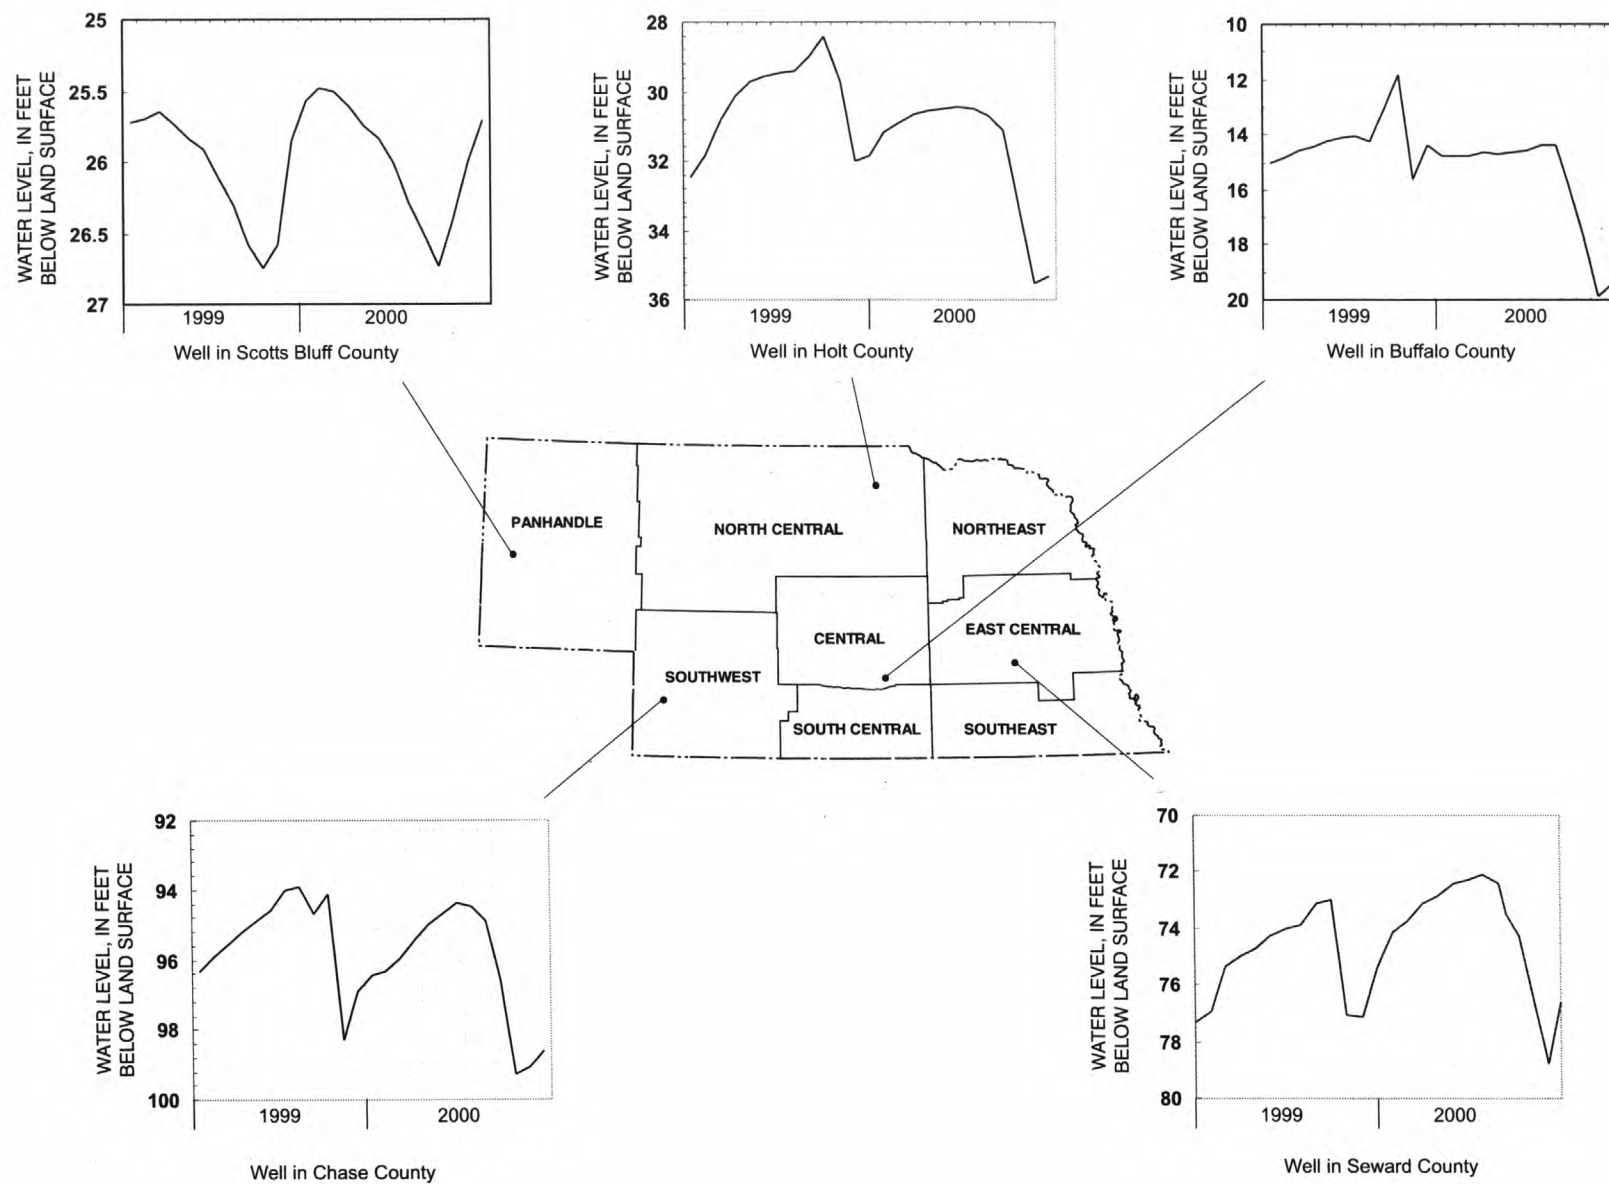 WATER LEVEL, IN FEET
BELOW LAND SURFACE
25
25.5
26
26.5
27
1999
2000
Well in Scotts Bluff County
WATER LEVEL, IN FEET
BELOW LAND SURFACE
28
30
32
34
36
1999
2000
Well in Holt County
WATER LEVEL, IN FEET
BELOW LAND SURFACE
10
12
14
16
18
20
1999
2000
Well in Buffalo County
PANHANDLE
NORTH CENTRAL
NORTHEAST
CENTRAL
EAST CENTRAL
SOUTHWEST
SOUTH CENTRAL
SOUTHEAST
WATER LEVEL, IN FEET
BELOW LAND SURFACE
92
94
96
98
100
1999
2000
Well in Chase County
WATER LEVEL, IN FEET
BELOW LAND SURFACE
70
72
74
76
78
80
1999
2000
Well in Seward County